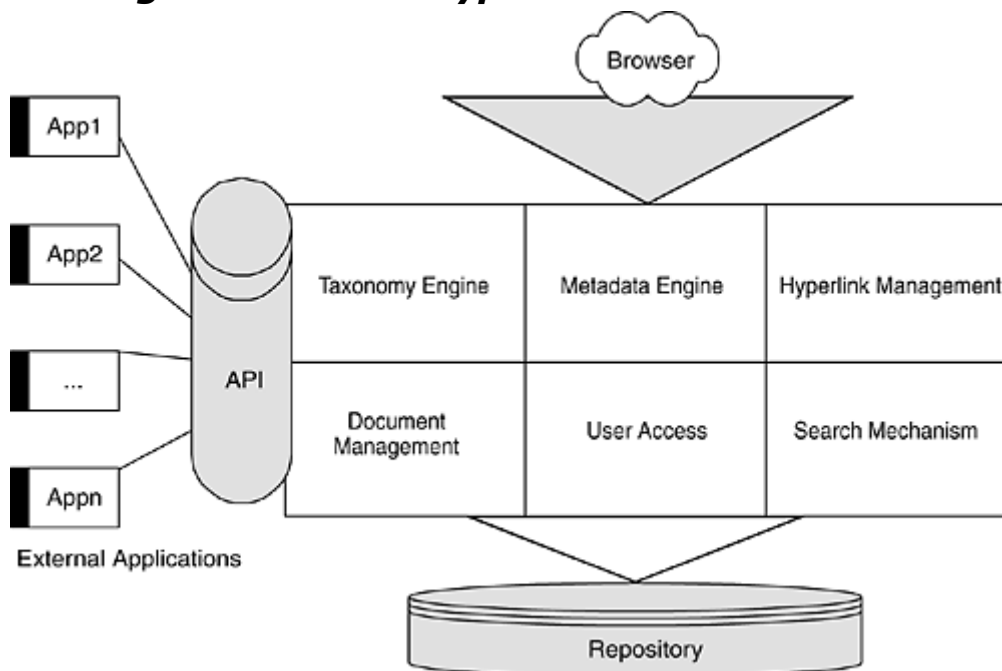 Browser
App1
App2
...
Appn
External Applications
API
Taxonomy Engine
Metadata Engine
Hyperlink Management
Document
Management
User Access
Search Mechanism
Repository